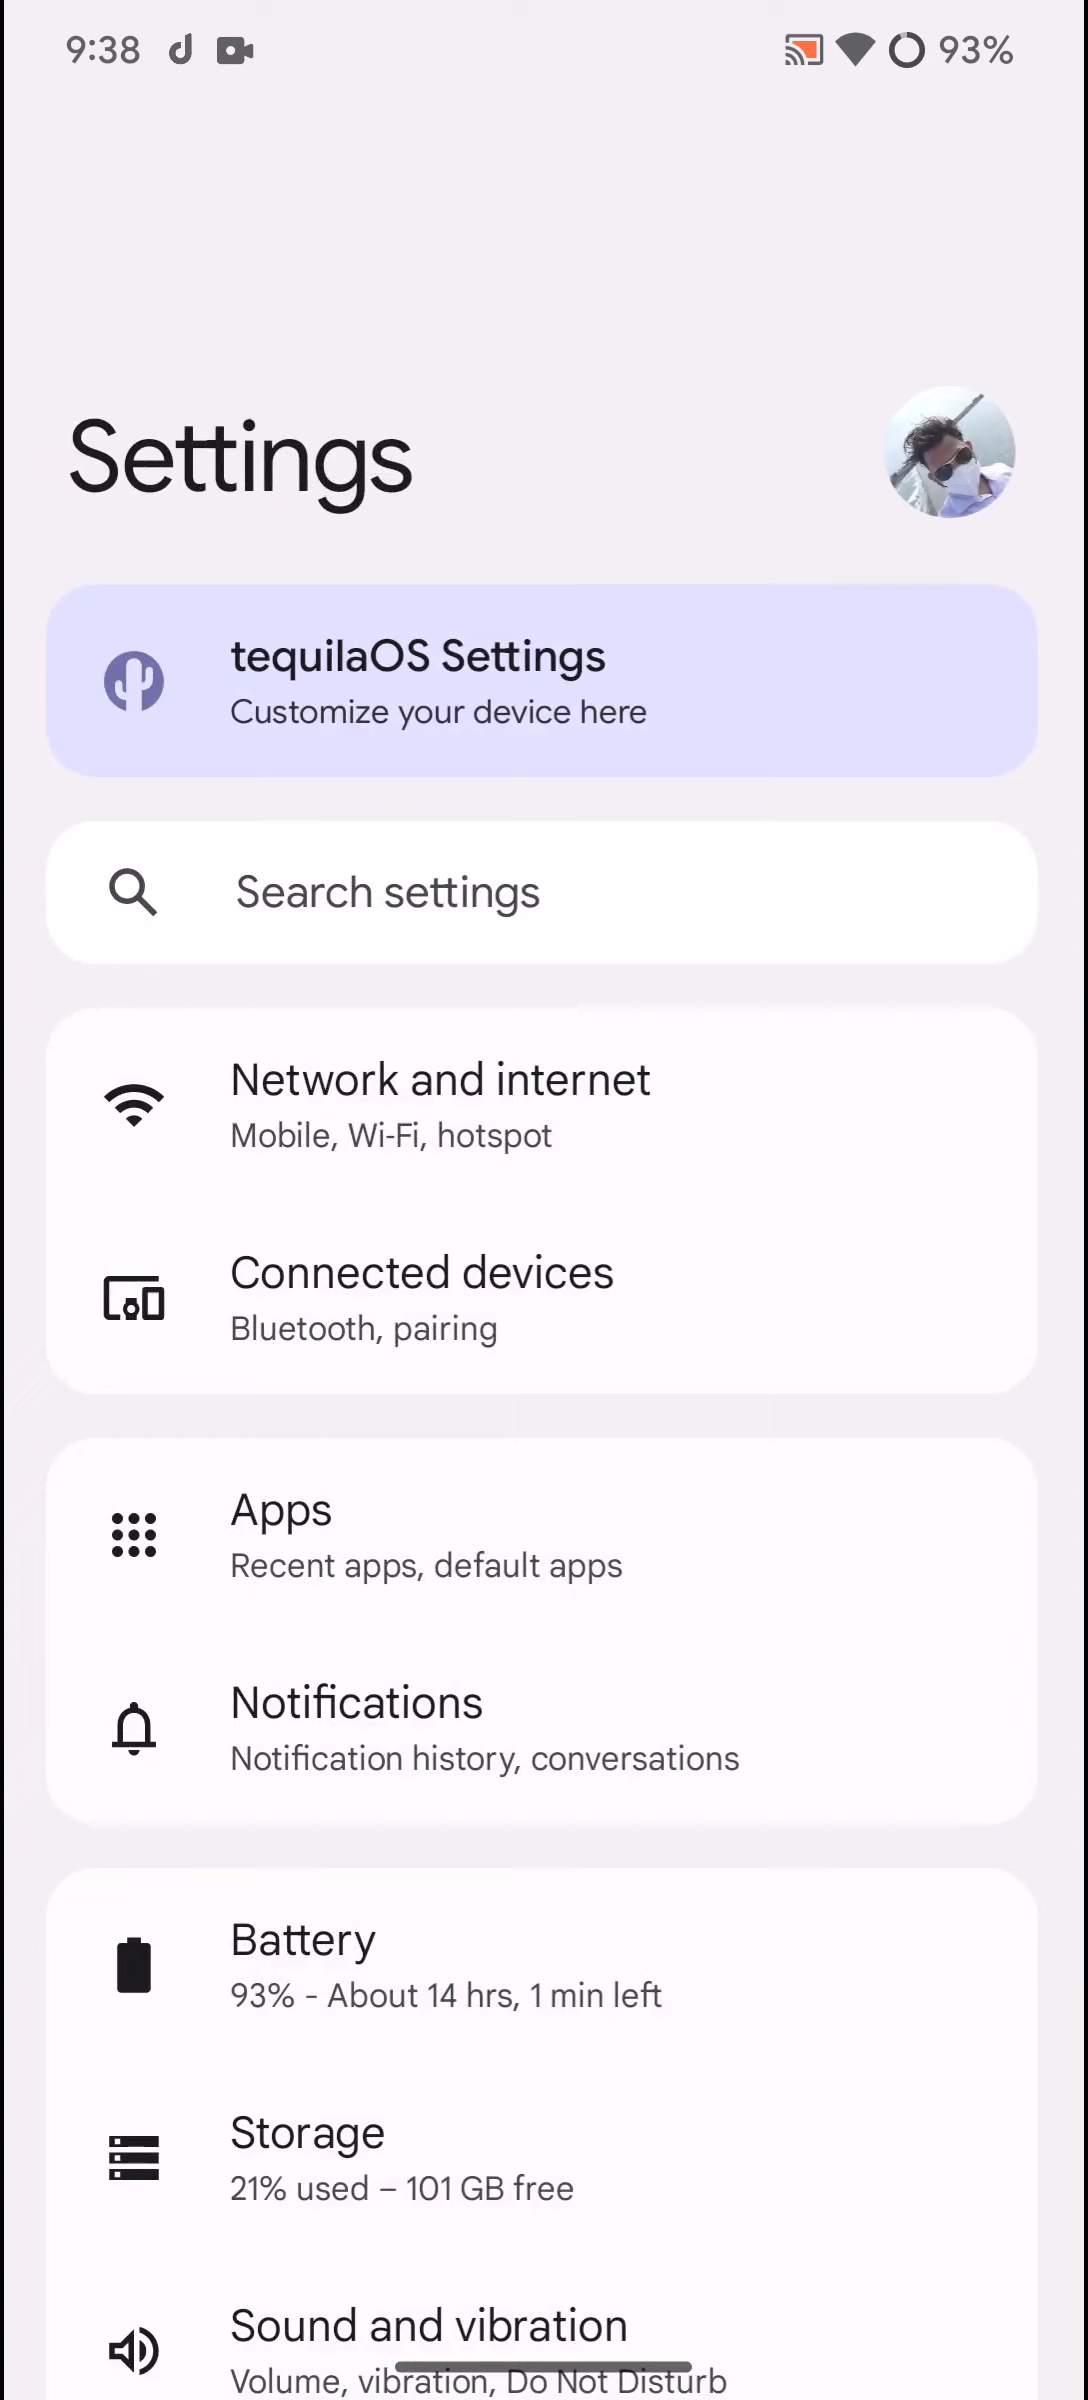 9:38
93%
Settings
tequilaOS Settings
Customize your device here
Search settings
Network and internet
Mobile, Wi-Fi, hotspot
Connected devices
Bluetooth, pairing
Apps
Recent apps, default apps
Notifications
Notification history, conversations
Battery
93% - About 14 hrs, 1 min left
Storage
21% used – 101 GB free
Sound and vibration
Volume, vibration, Do Not Disturb